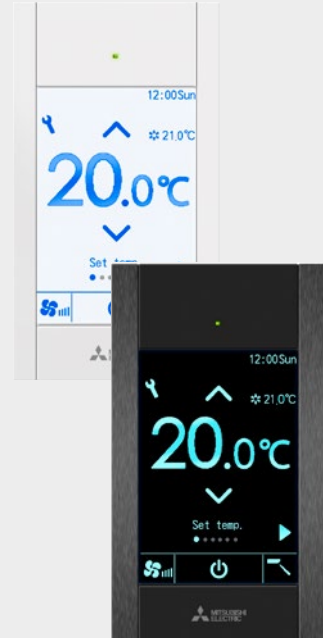 12:00Sun
21.0℃
20.0℃
Set temp.
12:00Sun
21.0℃
20.0℃
Set temp.
MITSUBISHI
ELECTRIC